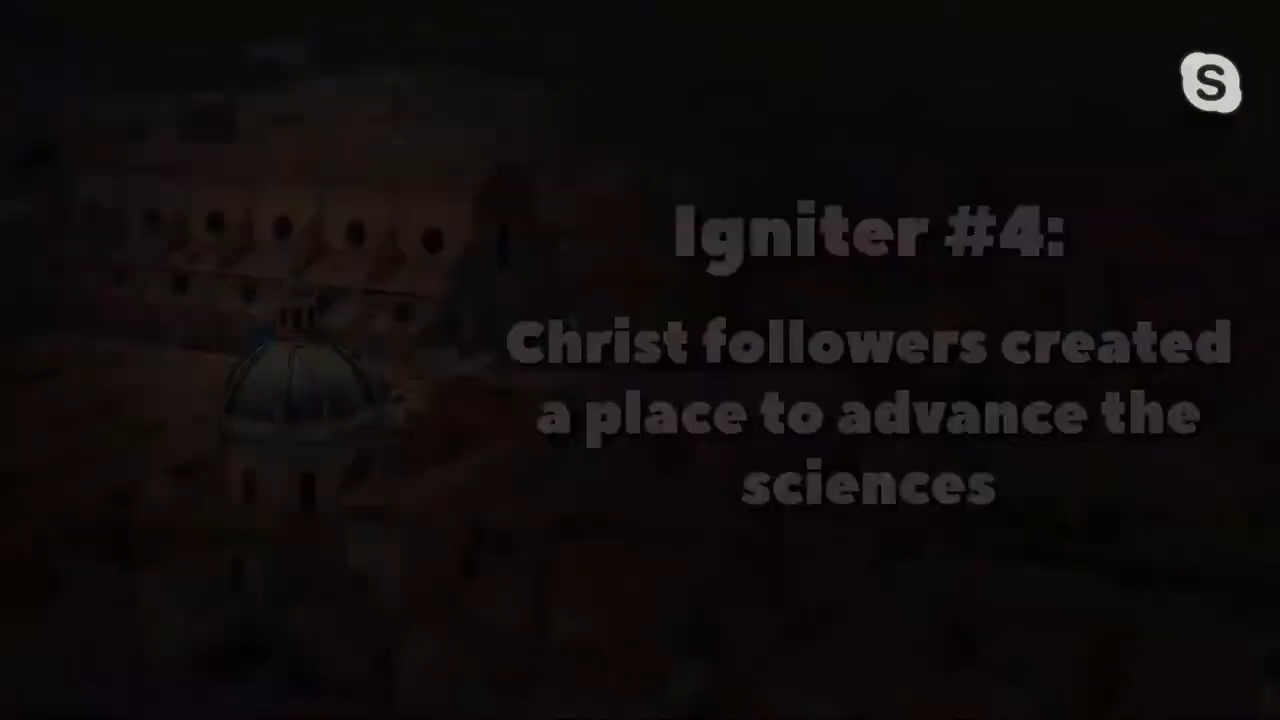 S
Igniter #4:
Christ followers created
a place to advance the
sciences